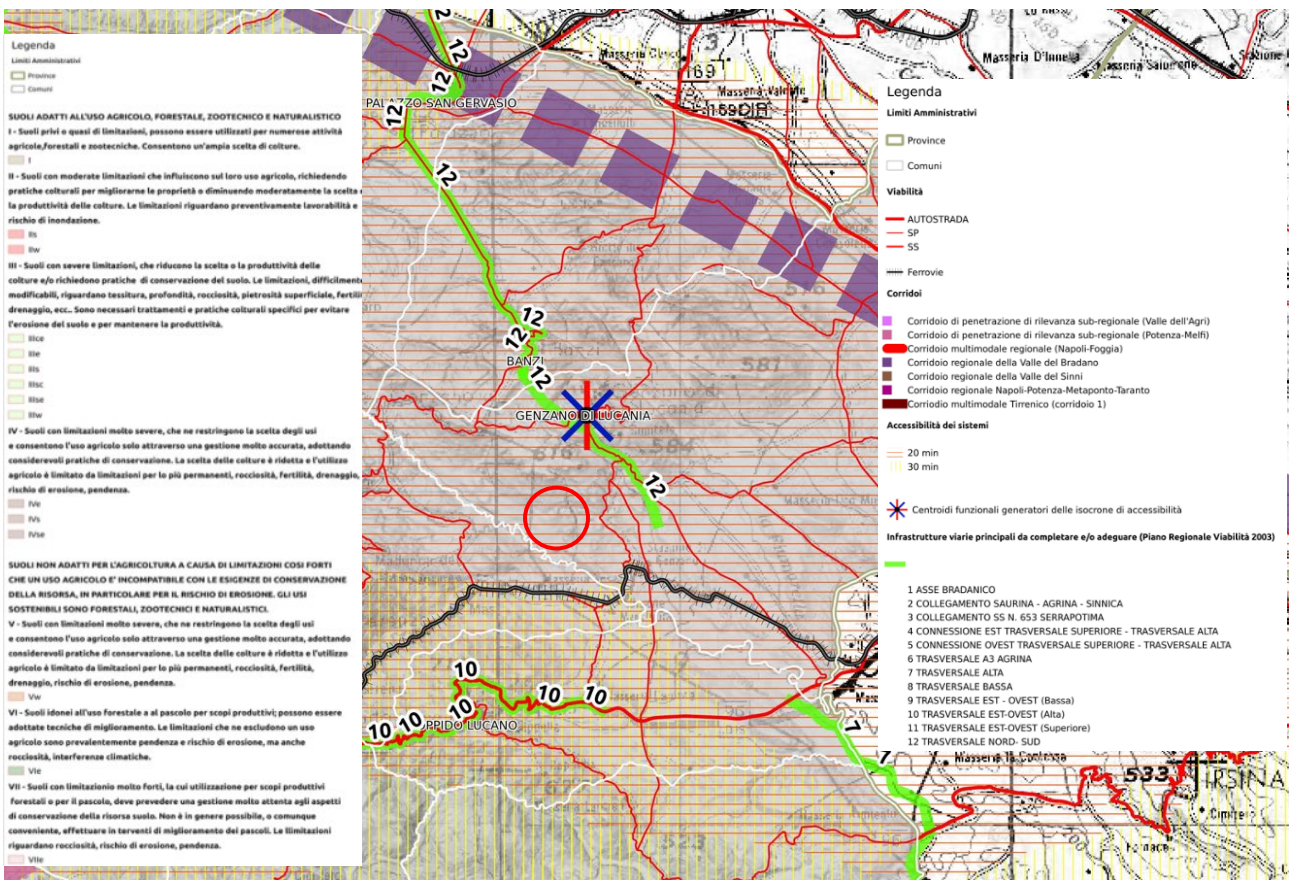 Legenda
Limiti Amministrativi
Province
Comuni
SUOLI ADATTI ALL'USO AGRICOLO, FORESTALE, ZOOTECNICO E NATURALISTICO
I - Suoli privi o quasi di limitazioni, possono essere utilizzati per numerose attività
agricole,forestali e zootecniche. Consentono un'ampia scelta di colture.
I
II - Suoli con moderate limitazioni che influiscono sul loro uso agricolo, richiedendo
pratiche colturali per migliorarne le proprietà o diminuendo moderatamente la scelta
la produttività delle colture. Le limitazioni riguardano preventivamente lavorabilità e
rischio di inondazione.
IIs
IIw
III - Suoli con severe limitazioni, che riducono la scelta o la produttività delle
colture e/o richiedono pratiche di conservazione del suolo. Le limitazioni, difficilmente
modificabili, riguardano tessitura, profondità, rocciosità, pietrosità superficiale, fertili
drenaggio, ecc.. Sono necessari trattamenti e pratiche colturali specifici per evitare
l'erosione del suolo e per mantenere la produttività.
IIIce
IIIe
IIIs
IIIsc
IIIse
IIIw
IV - Suoli con limitazioni molto severe, che ne restringono la scelta degli usi
e consentono l'uso agricolo solo attraverso una gestione molto accurata, adottando
considerevoli pratiche di conservazione. La scelta delle colture è ridotta e l'utilizzo
agricolo è limitato da limitazioni per lo più permanenti, rocciosità, fertilità, drenaggio,
rischio di erosione, pendenza.
IVe
IVs
IVse
SUOLI NON ADATTI PER L'AGRICOLTURA A CAUSA DI LIMITAZIONI COSI FORTI
CHE UN USO AGRICOLO E' INCOMPATIBILE CON LE ESIGENZE DI CONSERVAZIONE
DELLA RISORSA, IN PARTICOLARE PER IL RISCHIO DI EROSIONE. GLI USI
SOSTENIBILI SONO FORESTALI, ZOOTECNICI E NATURALISTICI.
V - Suoli con limitazioni molto severe, che ne restringono la scelta degli usi
e consentono l'uso agricolo solo attraverso una gestione molto accurata, adottando
considerevoli pratiche di conservazione. La scelta delle colture è ridotta e l'utilizzo
agricolo è limitato da limitazioni per lo più permanenti, rocciosità, fertilità,
drenaggio, rischio di erosione, pendenza.
Vw
VI - Suoli idonei all'uso forestale a al pascolo per scopi produttivi; possono essere
adottate tecniche di miglioramento. Le limitazioni che ne escludono un uso
agricolo sono prevalentemente pendenza e rischio di erosione, ma anche
rocciosità, interferenze climatiche.
VIe
VII - Suoli con limitazionio molto forti, la cui utilizzazione per scopi produttivi
forestali o per il pascolo, deve prevedere una gestione molto attenta agli aspetti
di conservazione della risorsa suolo. Non è in genere possibile, o comunque
conveniente, effettuare in terventi di miglioramento dei pascoli. Le llimitazioni
riguardano rocciosità, rischio di erosione, pendenza.
VIIe
12
12
12
PALAZZO SAN GERVASIO
12
12
12
12
BANZI
12
GENZANO DI LUCANIA
12
3
169
Masseria
169DIR
587
584
676
10
10
10
10
10
10
PPIDO LUCANO
7
7
523
Masseria D'Innella
Masseria
533
IRSINA
Cimitero
Fornace
Legenda
Limiti Amministrativi
Province
Comuni
Viabilità
AUTOSTRADA
SP
SS
Ferrovie
Corridoi
Corridoio di penetrazione di rilevanza sub-regionale (Valle dell'Agri)
Corridoio di penetrazione di rilevanza sub-regionale (Potenza-Melfi)
Corridoio multimodale regionale (Napoli-Foggia)
Corridoio regionale della Valle del Bradano
Corridoio regionale della Valle del Sinni
Corridoio regionale Napoli-Potenza-Metaponto-Taranto
Corriodio multimodale Tirrenico (corridoio 1)
Accessibilità dei sistemi
20 min
30 min
Centroidi funzionali generatori delle isocrone di accessibilità
Infrastrutture viarie principali da completare e/o adeguare (Piano Regionale Viabilità 2003)
1 ASSE BRADANICO
2 COLLEGAMENTO SAURINA - AGRINA - SINNICA
3 COLLEGAMENTO SS N. 653 SERRAPOTIMA
4 CONNESSIONE EST TRASVERSALE SUPERIORE - TRASVERSALE ALTA
5 CONNESSIONE OVEST TRASVERSALE SUPERIORE - TRASVERSALE ALTA
6 TRASVERSALE A3 AGRINA
7 TRASVERSALE ALTA
8 TRASVERSALE BASSA
9 TRASVERSALE EST - OVEST (Bassa)
10 TRASVERSALE EST-OVEST (Alta)
11 TRASVERSALE EST-OVEST (Superiore)
12 TRASVERSALE NORD- SUD